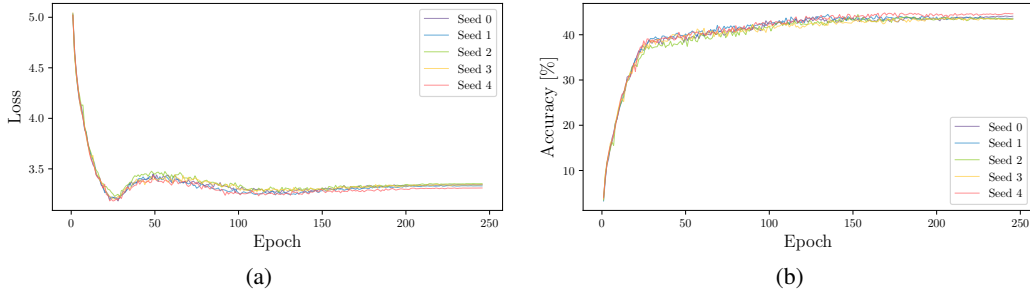 5.0
4.5
4.0
3.5
Loss
0
50
100
150
200
250
Epoch
Seed 0
Seed 1
Seed 2
Seed 3
Seed 4
(a)
40
30
20
10
Accuracy [%]
0
50
100
150
200
250
Epoch
Seed 0
Seed 1
Seed 2
Seed 3
Seed 4
(b)